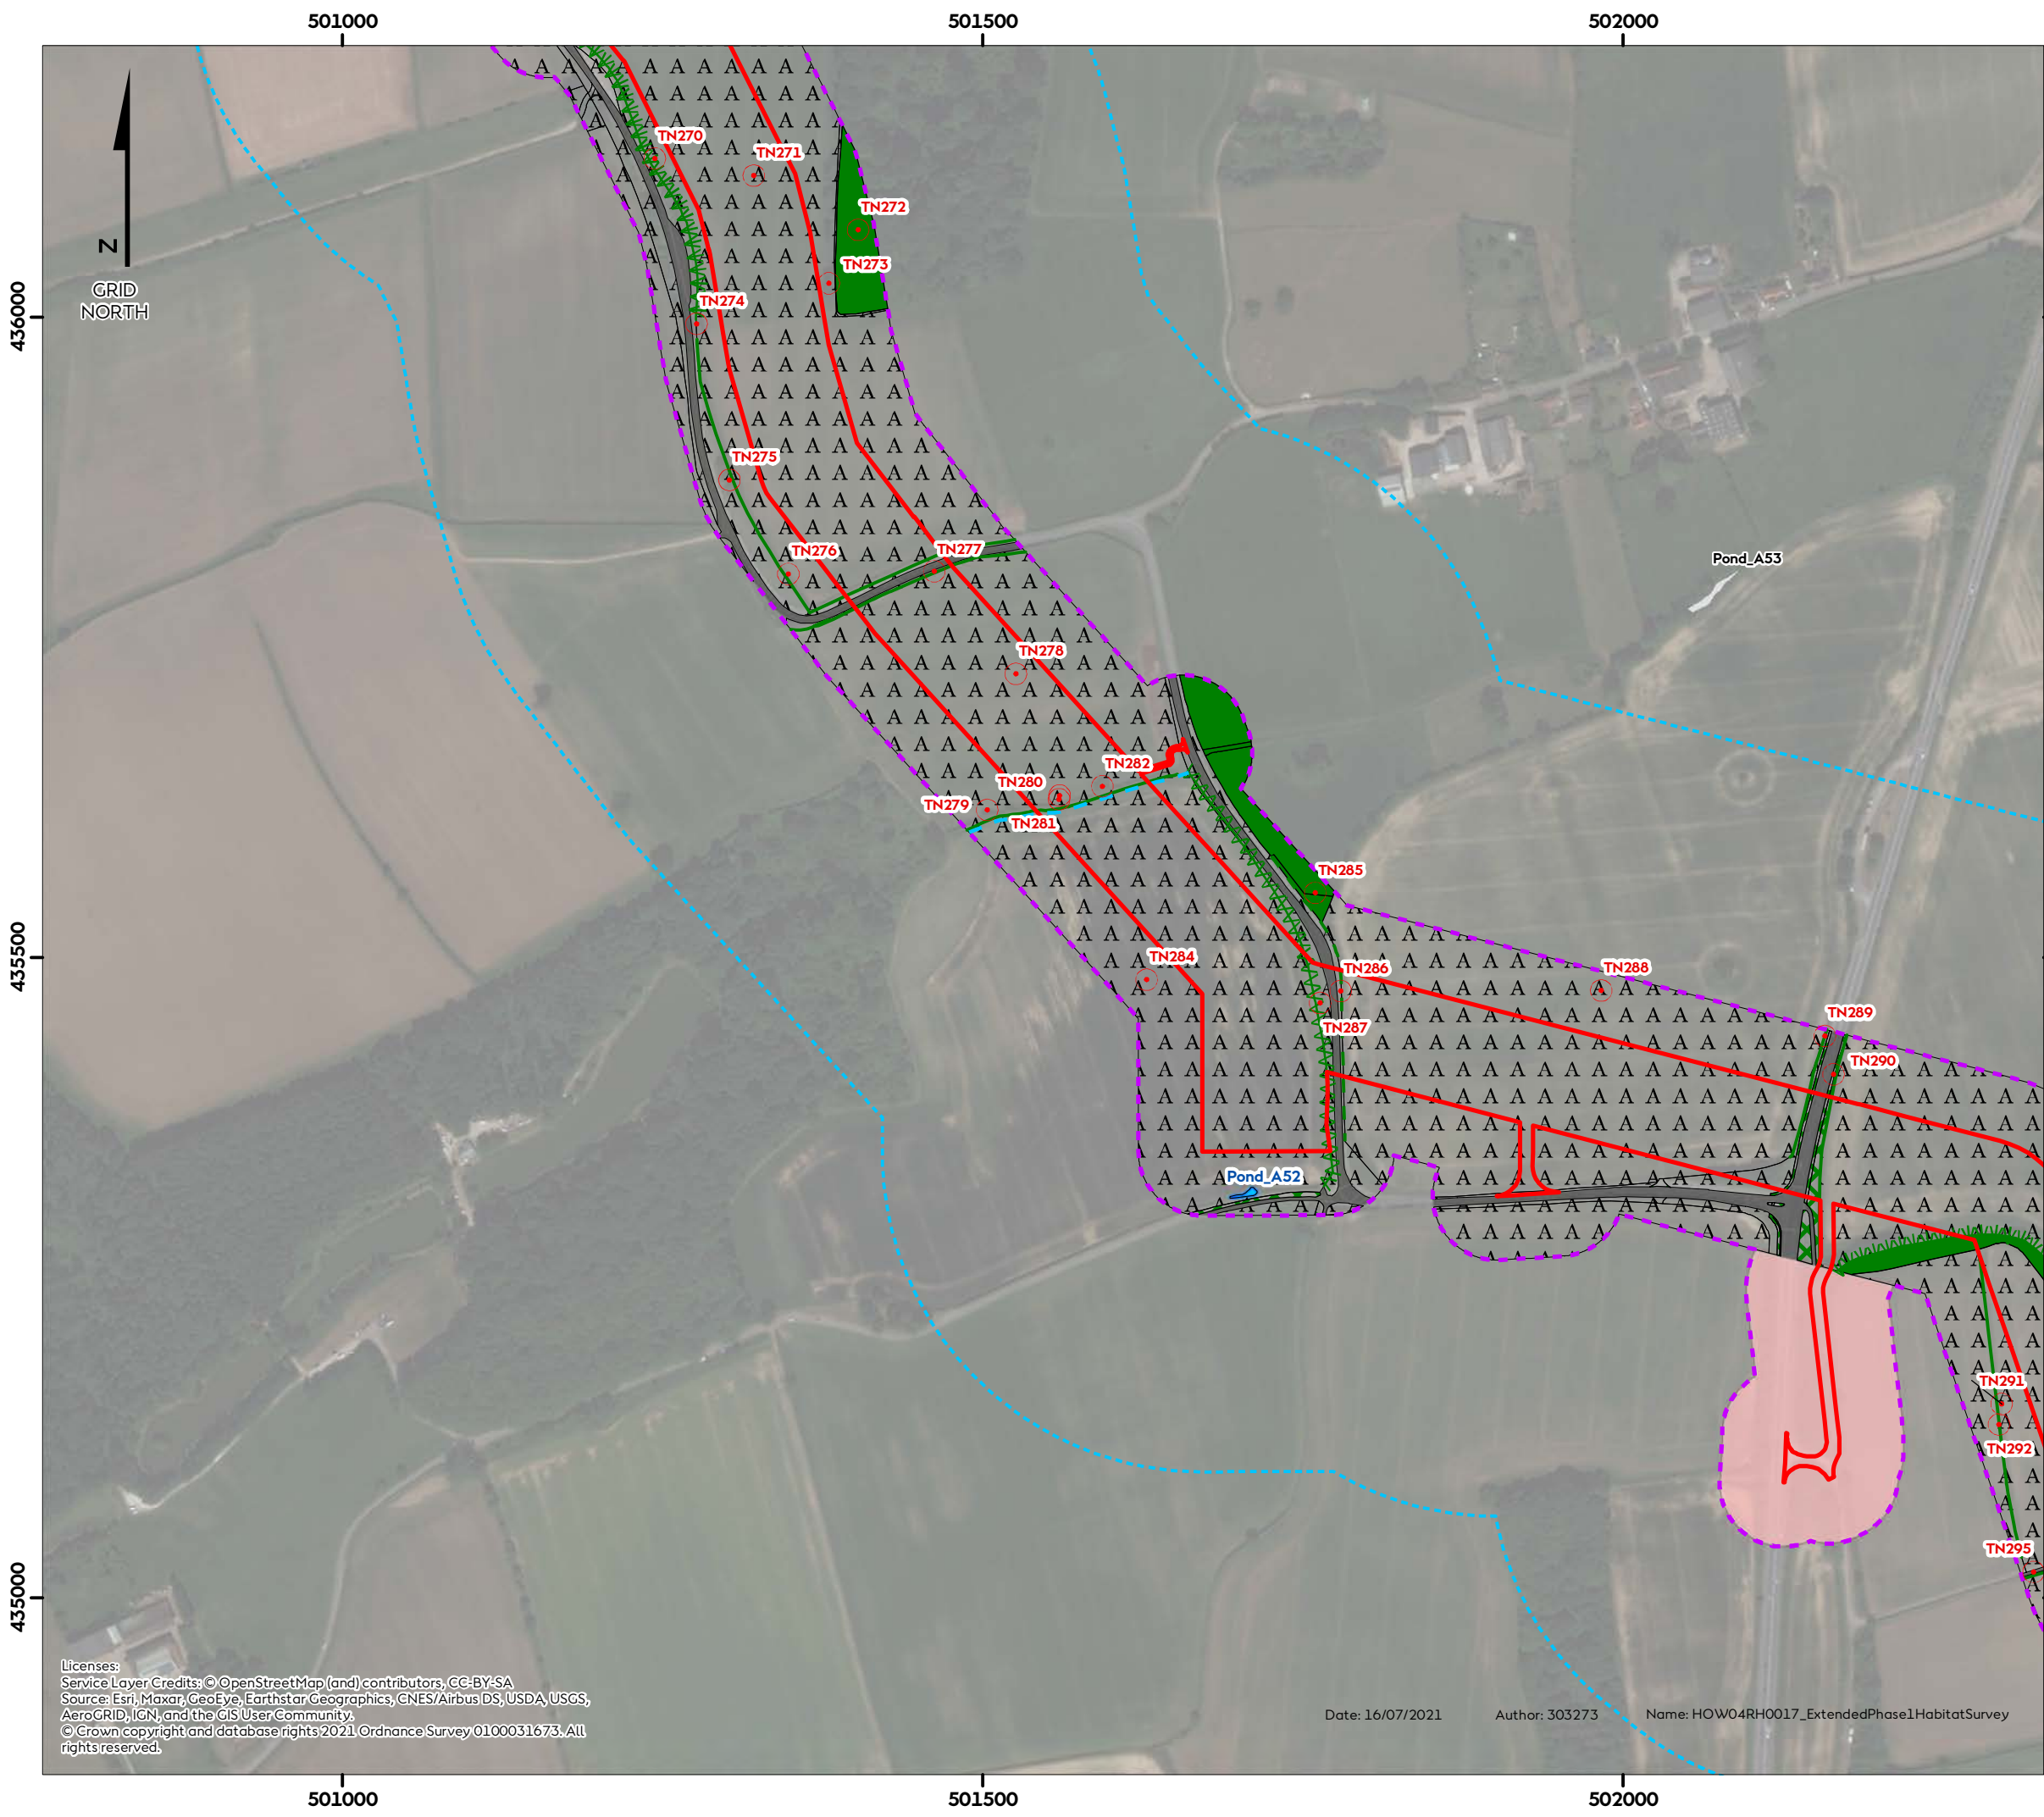 501000 501500 502000
N
GRID
NORTH
436000
435500
435000
TN270
TN271
TN272
TN273
TN274
TN275
TN276
TN277
Pond_A53
TN278
TN282
TN280
TN279
TN281
TN285
TN284
TN286
TN288
TN287
TN289
TN290
Pond_A52
TN291
TN292
TN295
Licenses:
Service Layer Credits: © OpenStreetMap (and) contributors, CC-BY-SA
Source: Esri, Maxar, GeoEye, Earthstar Geographics, CNES/Airbus DS, USDA, USGS,
AeroGRID, IGN, and the GIS User Community.
© Crown copyright and database rights 2021 Ordnance Survey 0100031673. All
rights reserved.
Date: 16/07/2021 Author: 303273 Name: HOW04RH0017_ExtendedPhase1HabitatSurvey
501000 501500 502000